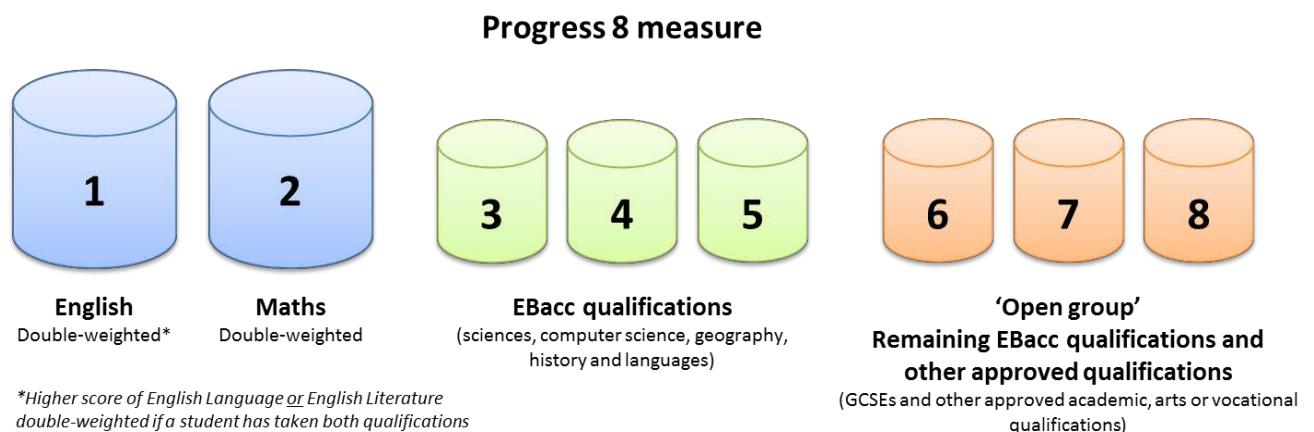 Progress 8 measure
1
2
3
4
5
6
7
8
English
Double-weighted*
Maths
Double-weighted
EBacc qualifications
(sciences, computer science, geography,
history and languages)
‘Open group’
Remaining EBacc qualifications and
other approved qualifications
(GCSEs and other approved academic, arts or vocational
qualifications)
*Higher score of English Language or English Literature
double-weighted if a student has taken both qualifications